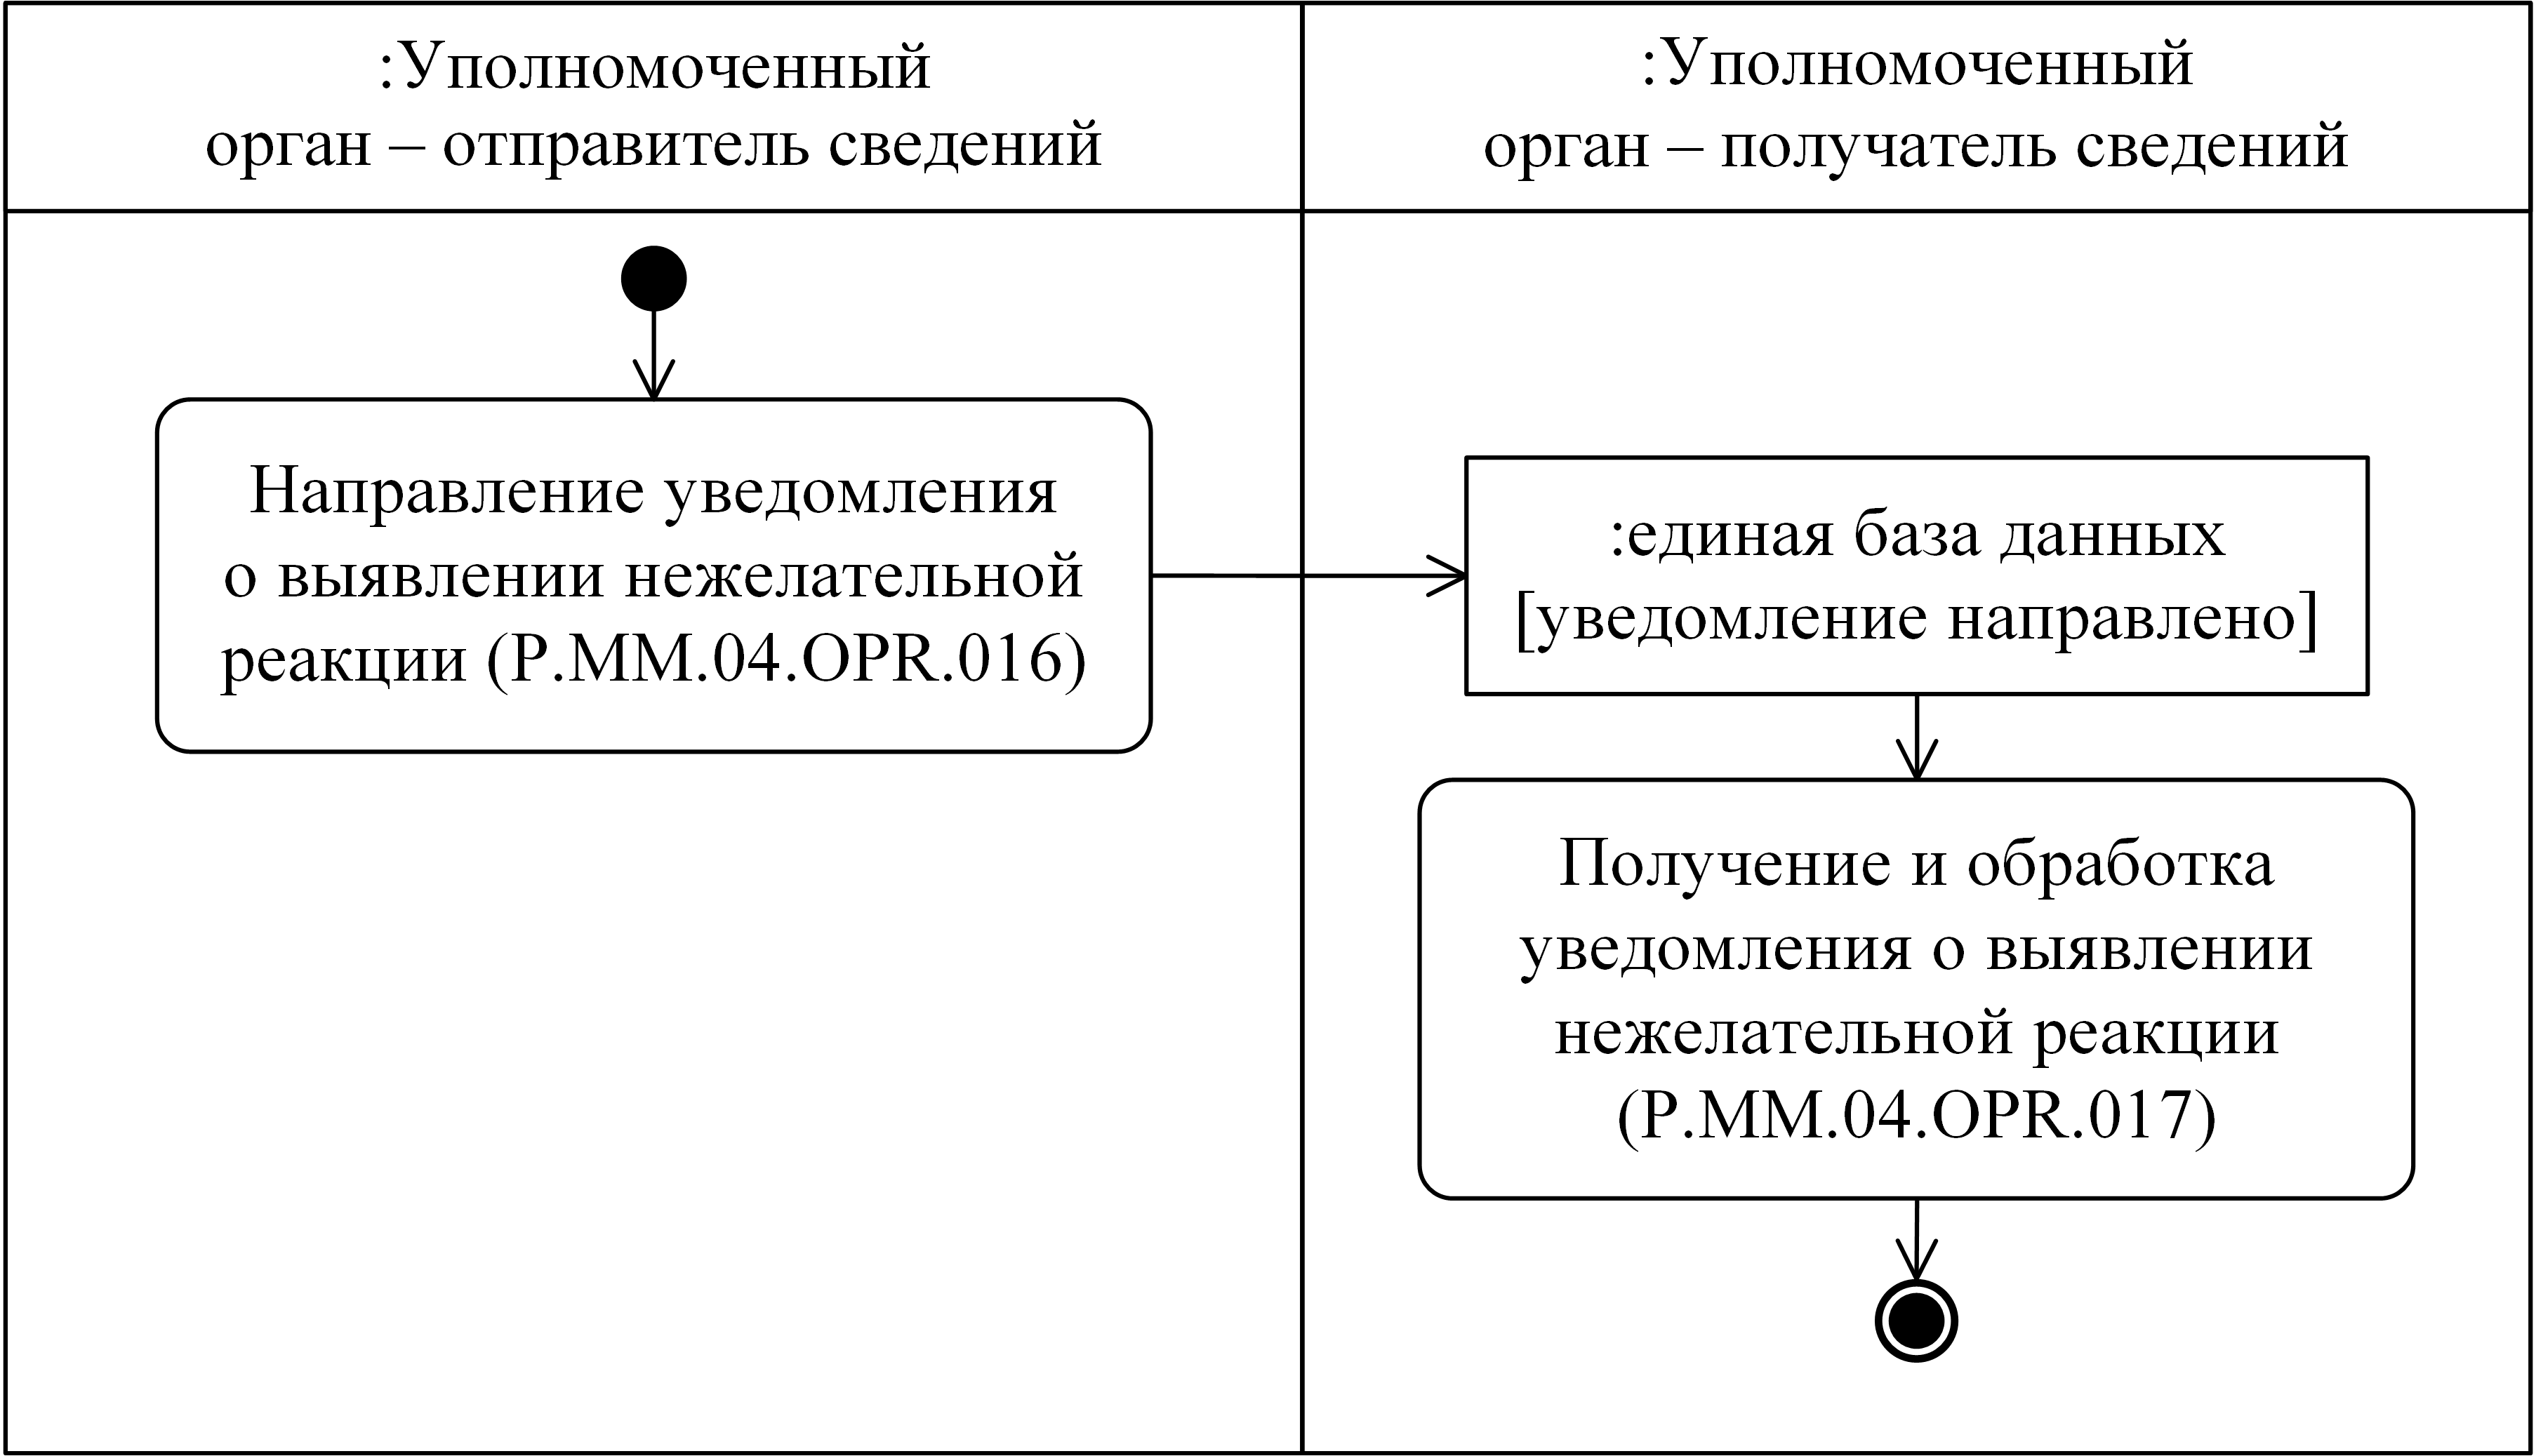 :Уполномоченный
орган – отправитель сведений
:Уполномоченный
орган – получатель сведений
Направление уведомления
о выявлении нежелательной
реакции (P.MM.04.OPR.016)
:единая база данных
[уведомление направлено]
Получение и обработка
уведомления о выявлении
нежелательной реакции
(P.MM.04.OPR.017)